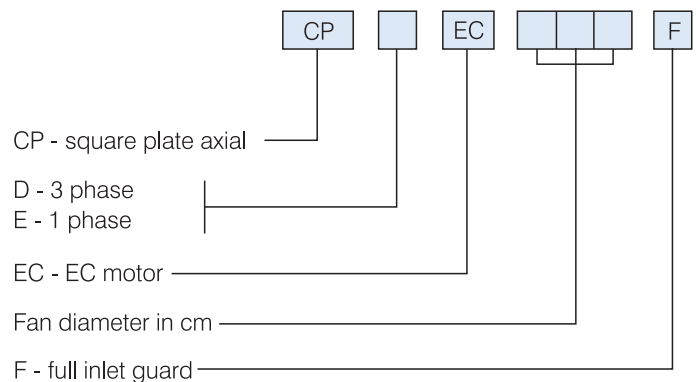 CP EC F
CP - square plate axial
D - 3 phase
E - 1 phase
EC - EC motor
Fan diameter in cm
F - full inlet guard